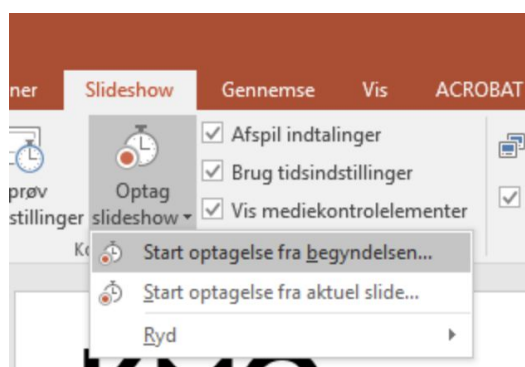 ner Slideshow Gennemse Vis ACROBAT
Afspil indtalinger
Brug tidsindstillinger
prøv Optag
stillinger slideshow Vis mediekontrolelementer
Start optagelse fra begyndelsen...
Start optagelse fra aktuel slide...
Ryd